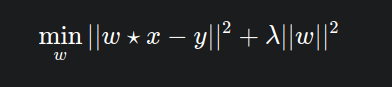 min_w ||w ⋆ x − y||² + λ||w||²